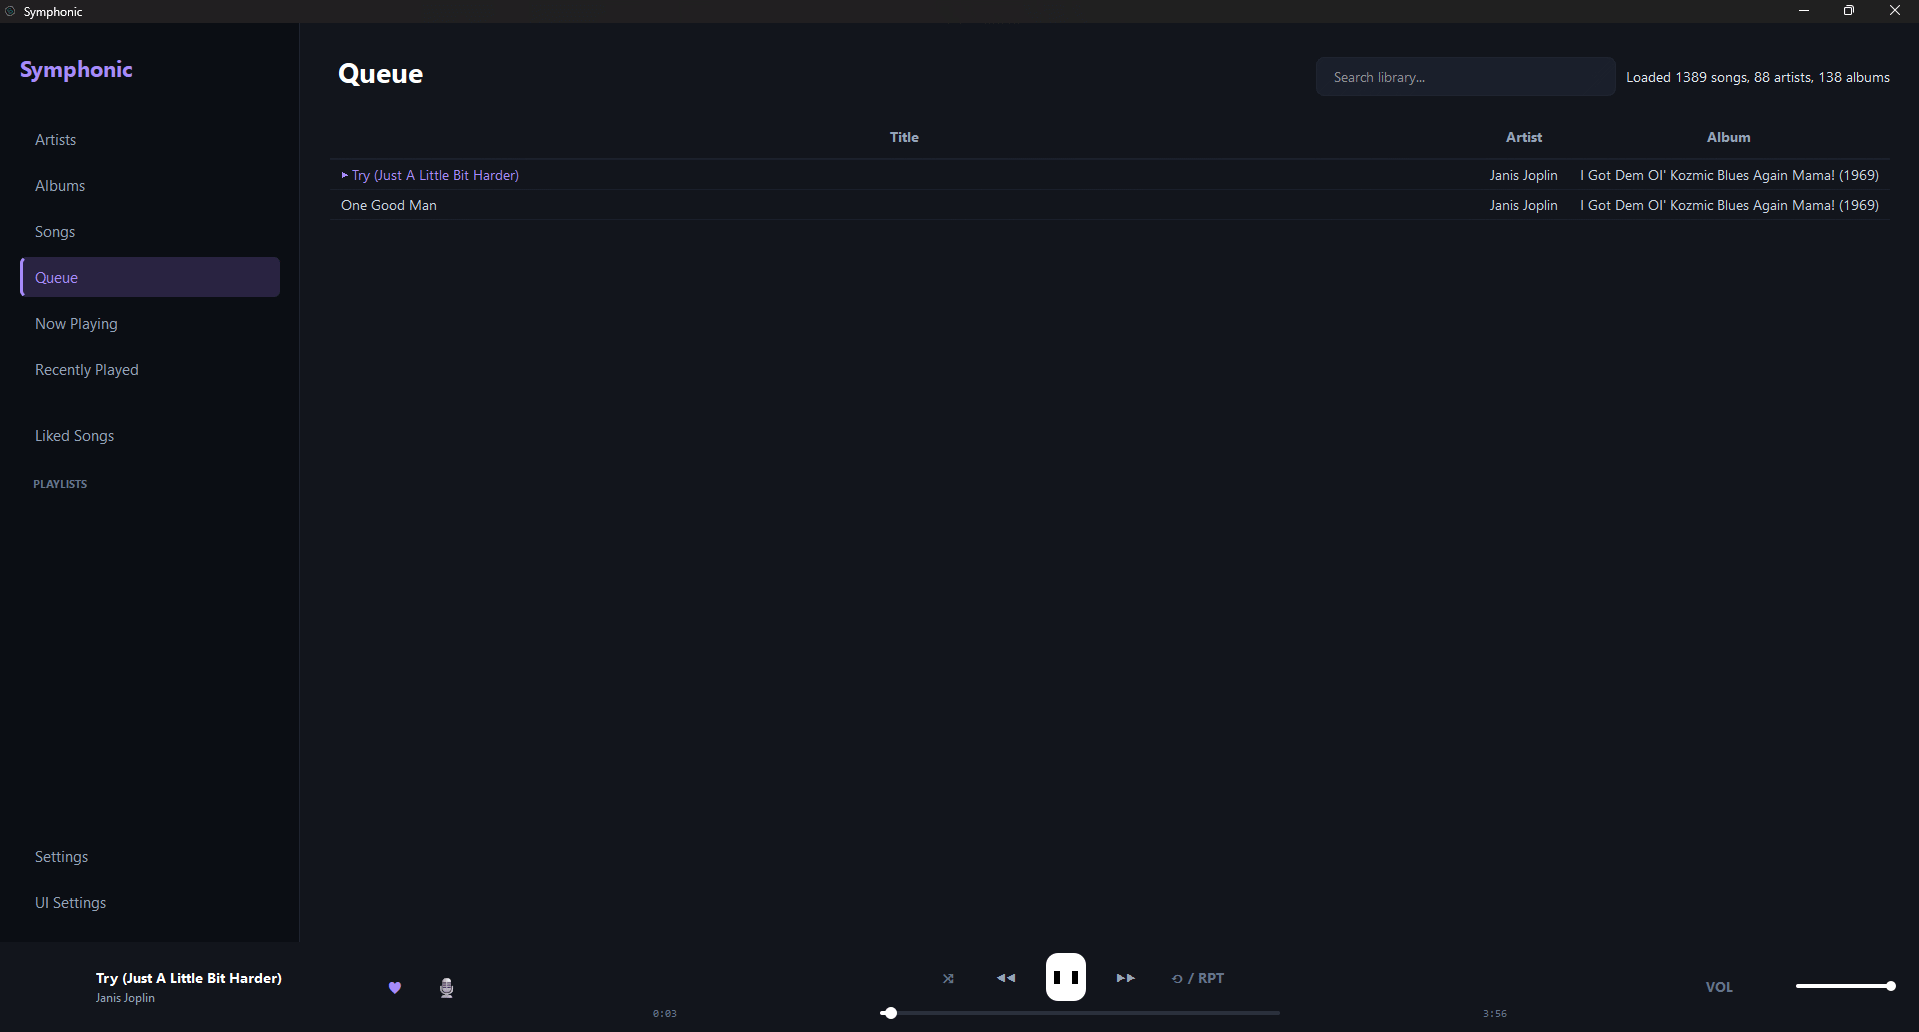 Symphonic
Symphonic
Artists
Albums
Songs
Queue
Now Playing
Recently Played
Liked Songs
PLAYLISTS
Settings
UI Settings
Queue
Search library...
Loaded 1389 songs, 88 artists, 138 albums
Title Artist Album
Try (Just A Little Bit Harder) Janis Joplin I Got Dem Ol' Kozmic Blues Again Mama! (1969)
One Good Man Janis Joplin I Got Dem Ol' Kozmic Blues Again Mama! (1969)
Try (Just A Little Bit Harder)
Janis Joplin
/ RPT
0:03
3:56
VOL